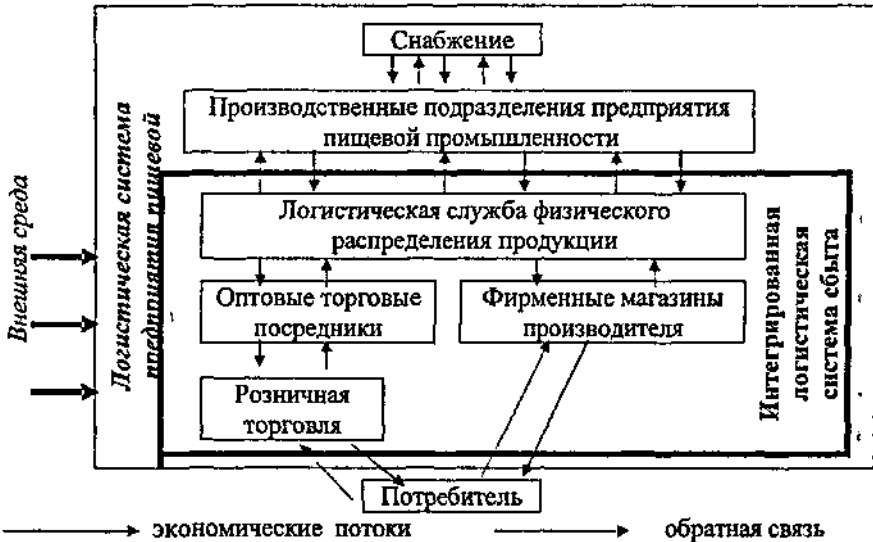 Снабжение
Производственные подразделения предприятия
пищевой промышленности
Логистическая служба физического
распределения продукции
Оптовые торговые
посредники
Фирменные магазины
производителя
Розничная
торговля
Потребитель
Внешняя среда
Логистическая система
предприятия пищевой
Интегрированная
логистическая
система сбыта
экономические потоки
обратная связь